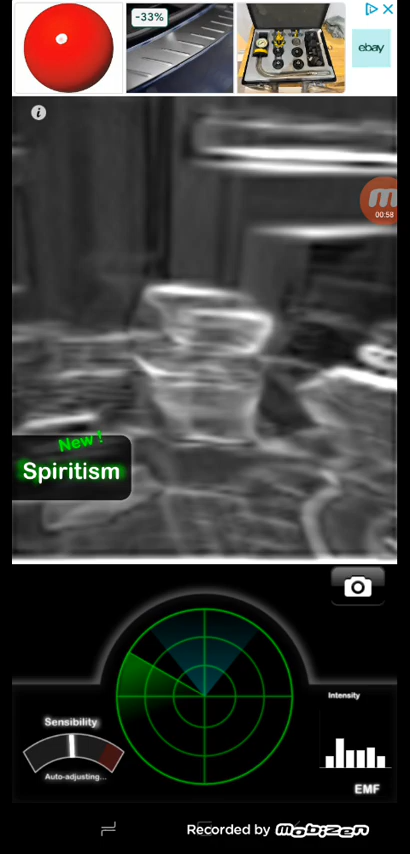 -33%
ebay
00:58
New!
Spiritism
Sensibility
Auto-adjusting...
Intensity
EMF
Recorded by Mobizen